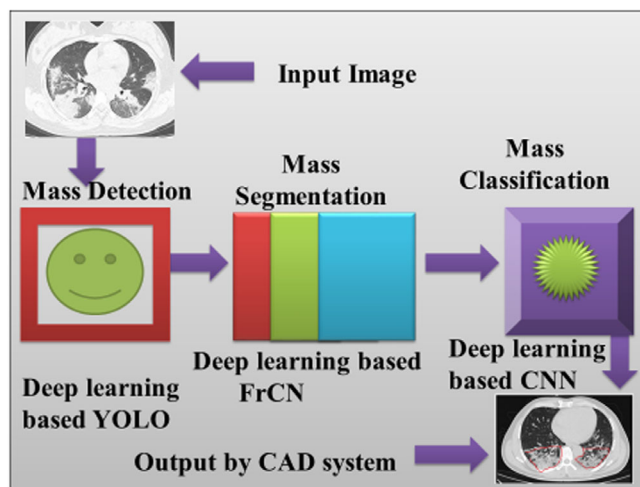 Input Image
Mass Detection
Mass
Segmentation
Mass
Classification
Deep learning
based YOLO
Deep learning based
FrCN
Deep learning
based CNN
Output by CAD system